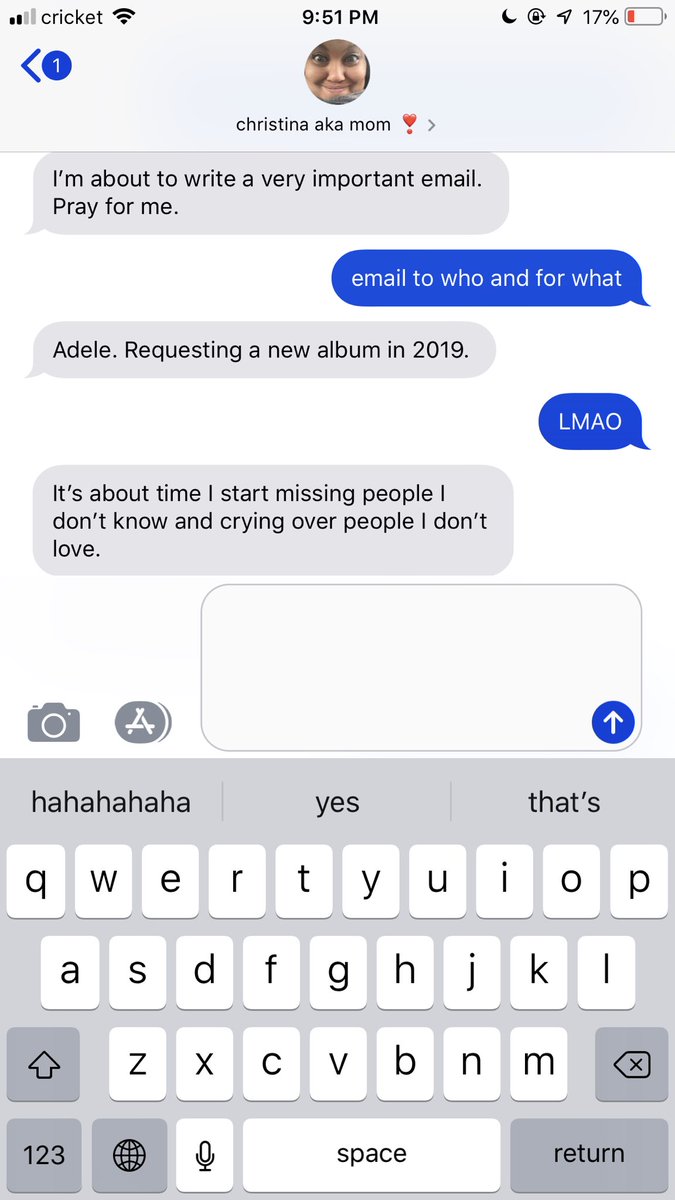 cricket 9:51 PM 17%
1
christina aka mom ❣️ >
I’m about to write a very important email.
Pray for me.
email to who and for what
Adele. Requesting a new album in 2019.
LMAO
It’s about time I start missing people I
don’t know and crying over people I don’t
love.
hahahahaha yes that’s
q w e r t y u i o p
a s d f g h j k l
z x c v b n m
123 space return